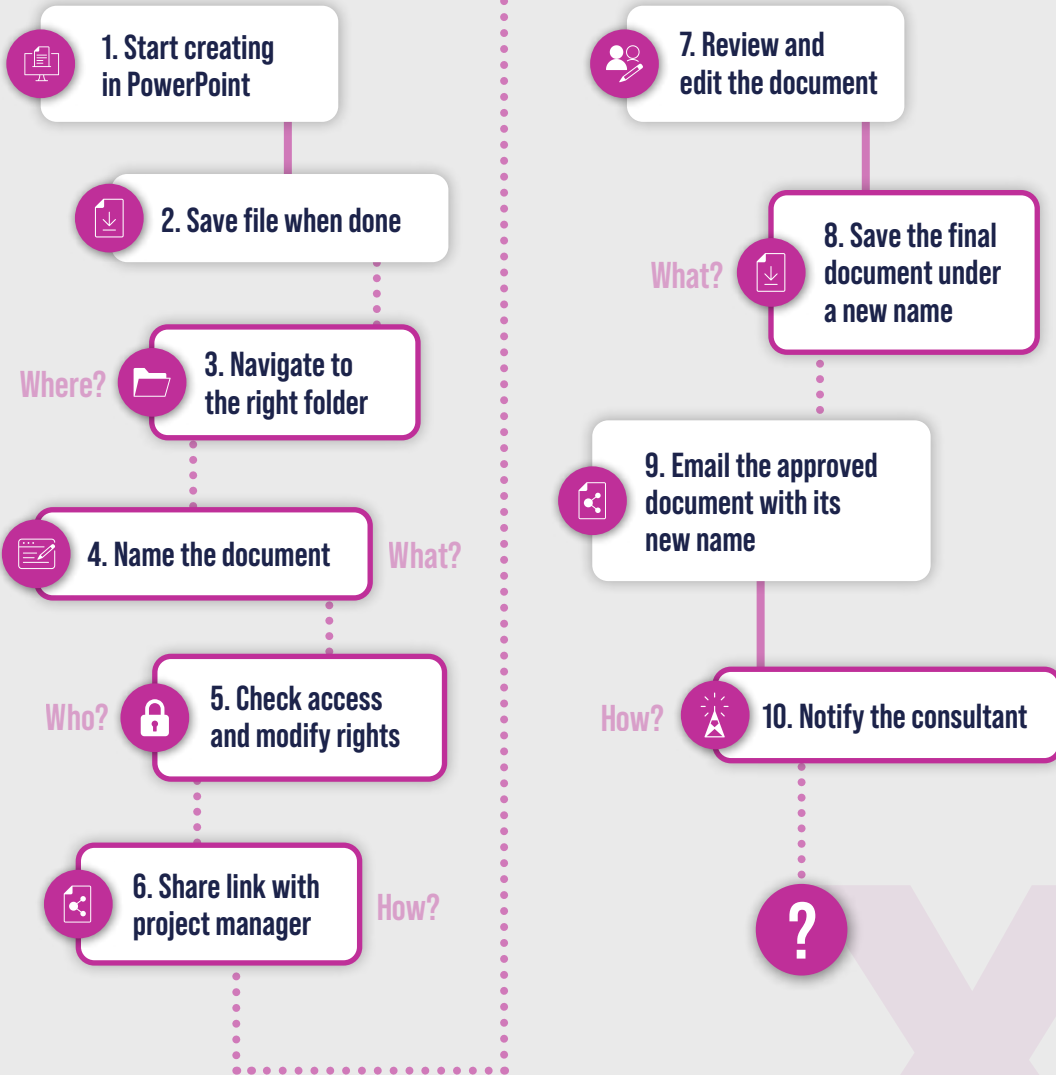 1. Start creating
in PowerPoint
2. Save file when done
Where?
3. Navigate to
the right folder
4. Name the document
What?
Who?
5. Check access
and modify rights
6. Share link with
project manager
How?
7. Review and
edit the document
What?
8. Save the final
document under
a new name
9. Email the approved
document with its
new name
How?
10. Notify the consultant
?